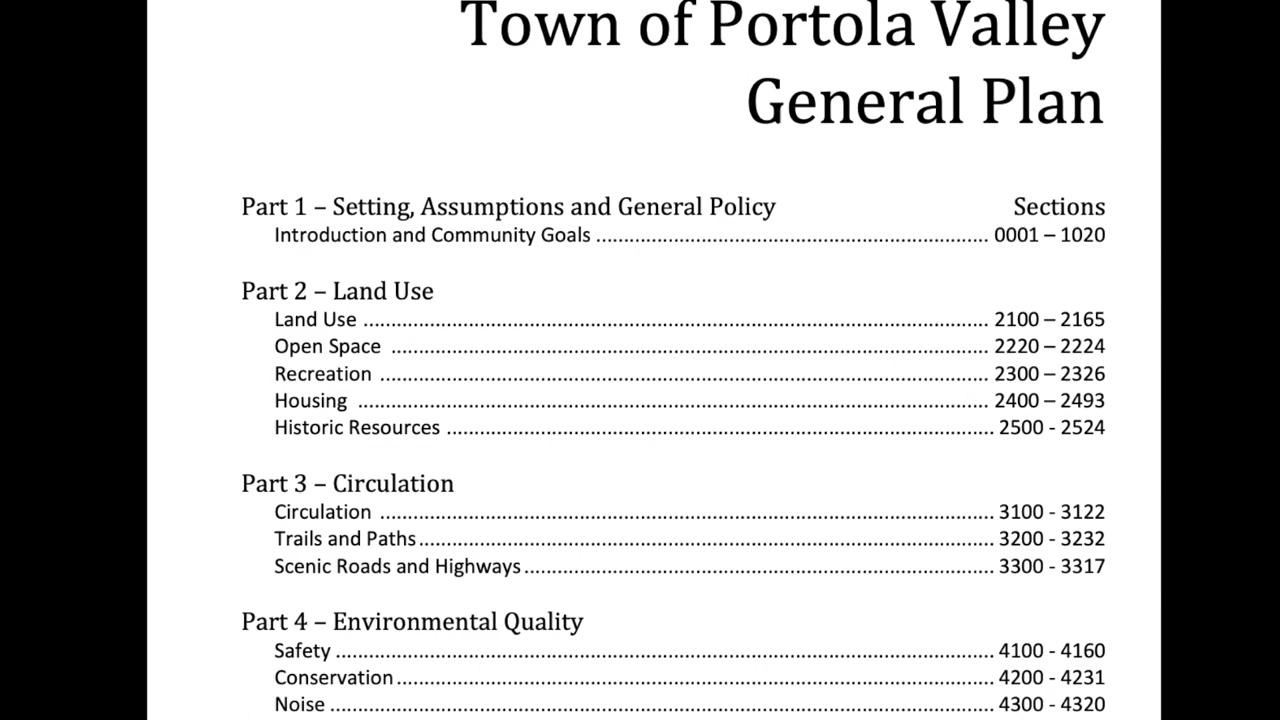 Town of Portola Valley
General Plan
Part 1 – Setting, Assumptions and General Policy Sections
Introduction and Community Goals ........................................................................ 0001 – 1020
Part 2 – Land Use
Land Use ........................................................................ 2100 – 2165
Open Space ........................................................................ 2220 – 2224
Recreation ........................................................................ 2300 – 2326
Housing ........................................................................ 2400 – 2493
Historic Resources ........................................................................ 2500 - 2524
Part 3 – Circulation
Circulation ........................................................................ 3100 - 3122
Trails and Paths ........................................................................ 3200 - 3232
Scenic Roads and Highways ........................................................................ 3300 - 3317
Part 4 – Environmental Quality
Safety ........................................................................ 4100 - 4160
Conservation ........................................................................ 4200 - 4231
Noise ........................................................................ 4300 - 4320